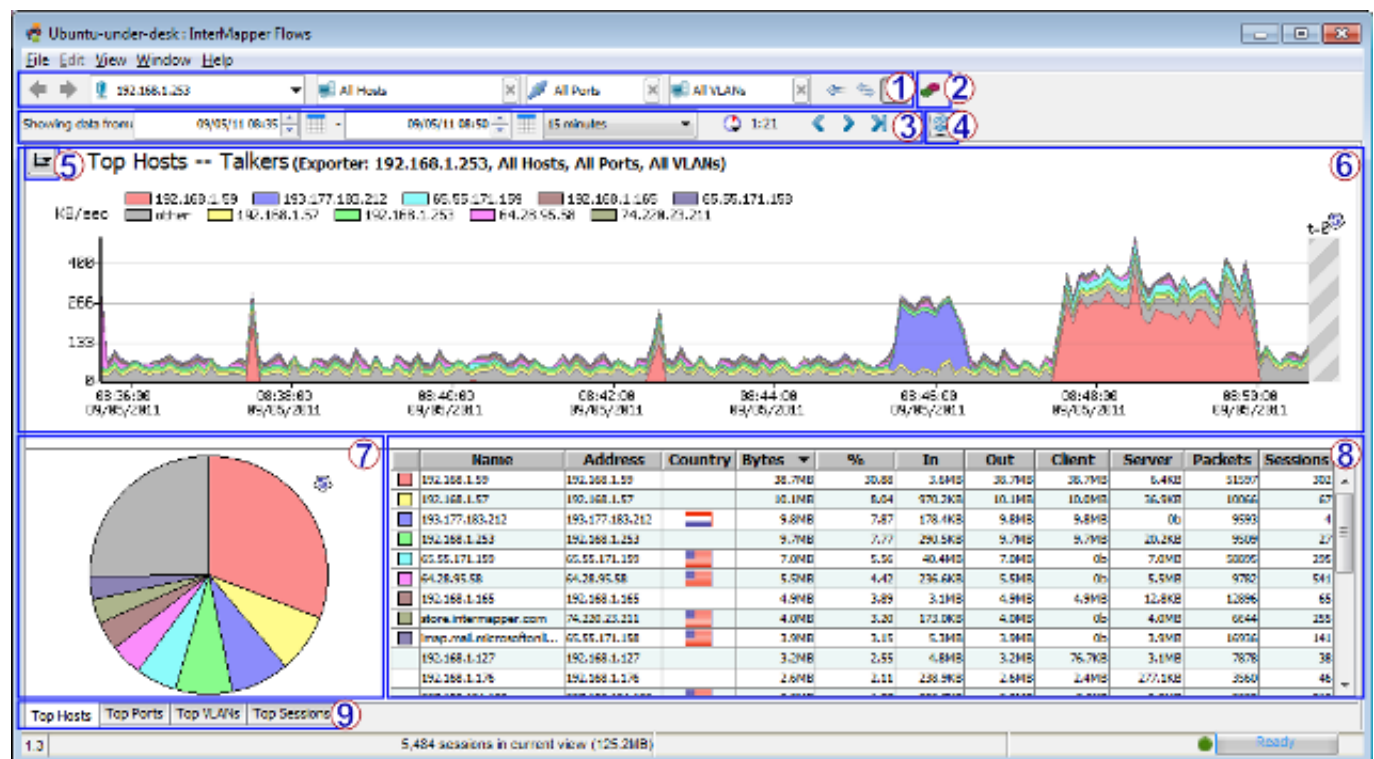 Ubuntu-under-desk : InterMapper Flows
File Edit View Window Help
192.168.1.253 All Hosts All Ports All VLANs 1 2
Showing data from: 09/05/11 08:35 - 09/05/11 08:50 15 minutes 1:21 3 4
5 Top Hosts -- Talkers (Exporter: 192.168.1.253, All Hosts, All Ports, All VLANs) 6
192.168.1.59 193.177.183.212 65.55.171.159 192.168.1.165 65.55.171.158
KB/sec other 192.168.1.57 192.168.1.253 64.28.95.58 74.220.23.211
t-0
400
266
133
0
08:36:00 08:38:00 08:40:00 08:42:00 08:44:00 08:46:00 08:48:00 08:50:00
09/05/2011 09/05/2011 09/05/2011 09/05/2011 09/05/2011 09/05/2011 09/05/2011 09/05/2011
7
Name Address Country Bytes % In Out Client Server Packets Sessions 8
192.168.1.59 192.168.1.59 38.7MB 30.88 3.6MB 38.7MB 38.7MB 6.4KB 51597 302
192.168.1.57 192.168.1.57 10.1MB 8.04 970.2KB 10.1MB 10.0MB 36.9KB 10066 67
193.177.183.212 193.177.183.212 9.8MB 7.87 178.4KB 9.8MB 9.8MB 0b 9593 4
192.168.1.253 192.168.1.253 9.7MB 7.77 290.5KB 9.7MB 9.7MB 20.2KB 9509 27
65.55.171.159 65.55.171.159 7.0MB 5.56 40.4MB 7.0MB 0b 7.0MB 295
64.28.95.58 64.28.95.58 5.5MB 4.42 236.6KB 5.5MB 0b 5.5MB 9782 541
192.168.1.165 192.168.1.165 4.9MB 3.89 3.1MB 4.9MB 4.9MB 12.8KB 12896 65
store.intermapper.com 74.220.23.211 4.0MB 3.20 173.0KB 4.0MB 0b 4.0MB 6644 255
imap.mail.microsoftonli... 65.55.171.158 3.9MB 3.15 5.3MB 3.9MB 0b 3.9MB 16936 141
192.168.1.127 192.168.1.127 3.2MB 2.55 4.8MB 3.2MB 76.7KB 3.1MB 7878 38
192.168.1.176 192.168.1.176 2.6MB 2.11 238.9KB 2.6MB 2.4MB 277.1KB 3560 46
Top Hosts Top Ports Top VLANs Top Sessions 9
1.3 5,484 sessions in current view (125.2MB) Ready